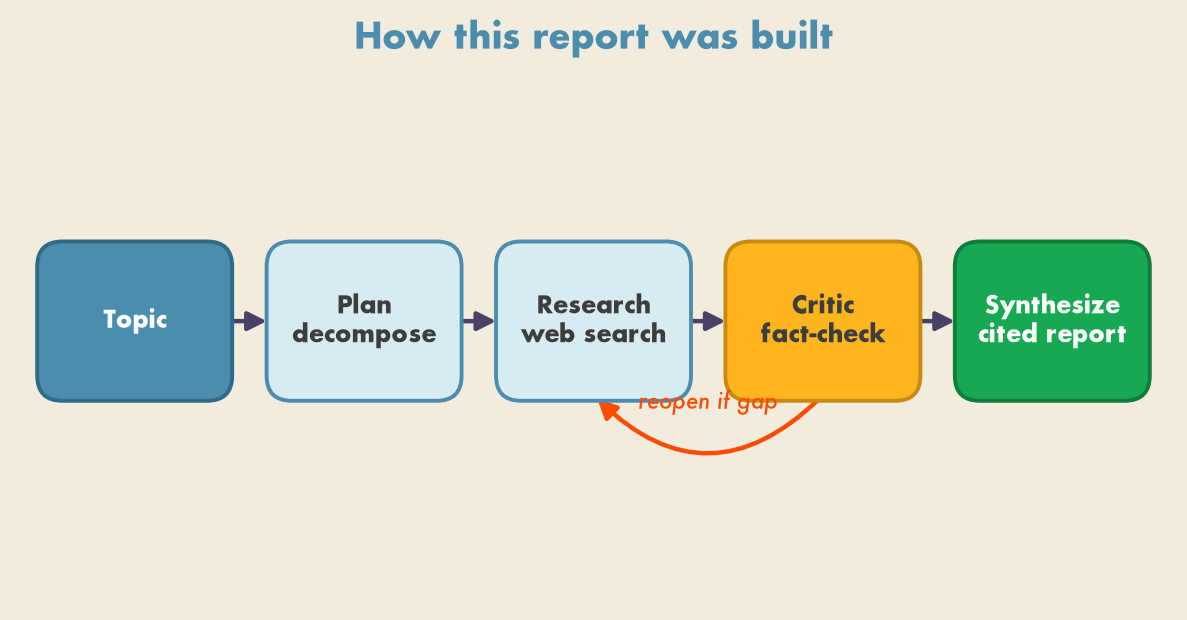 How this report was built
Topic
Plan
decompose
Research
web search
Critic
fact-check
Synthesize
cited report
reopen if gap